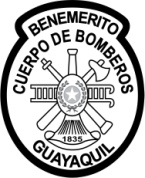 BENEMERITO
CUERPO DE BOMBEROS
1835
GUAYAQUIL